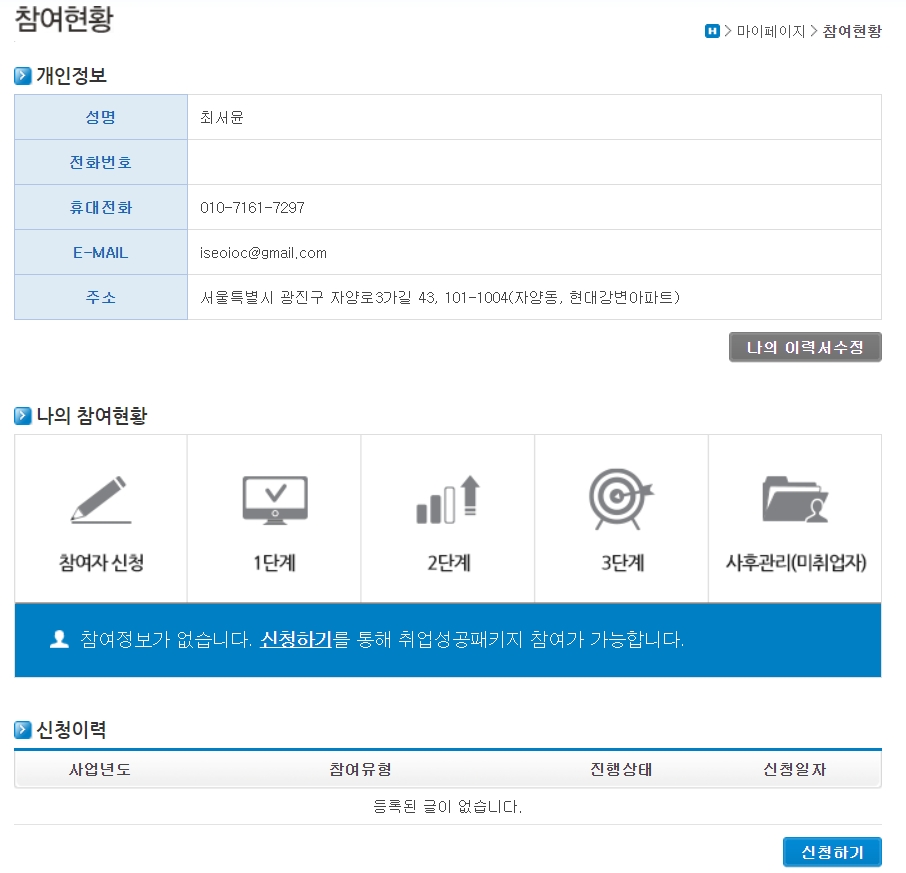 참여현황
H > 마이페이지 > 참여현황
개인정보
성명 최서윤
전화번호
휴대전화 010-7161-7297
E-MAIL iseoioc@gmail.com
주소 서울특별시 광진구 자양로3가길 43, 101-1004(자양동, 현대강변아파트)
나의 이력서수정
나의 참여현황
참여자 신청 1단계 2단계 3단계 사후관리(미취업자)
참여정보가 없습니다. 신청하기를 통해 취업성공패키지 참여가 가능합니다.
신청이력
사업년도 참여유형 진행상태 신청일자
등록된 글이 없습니다.
신청하기